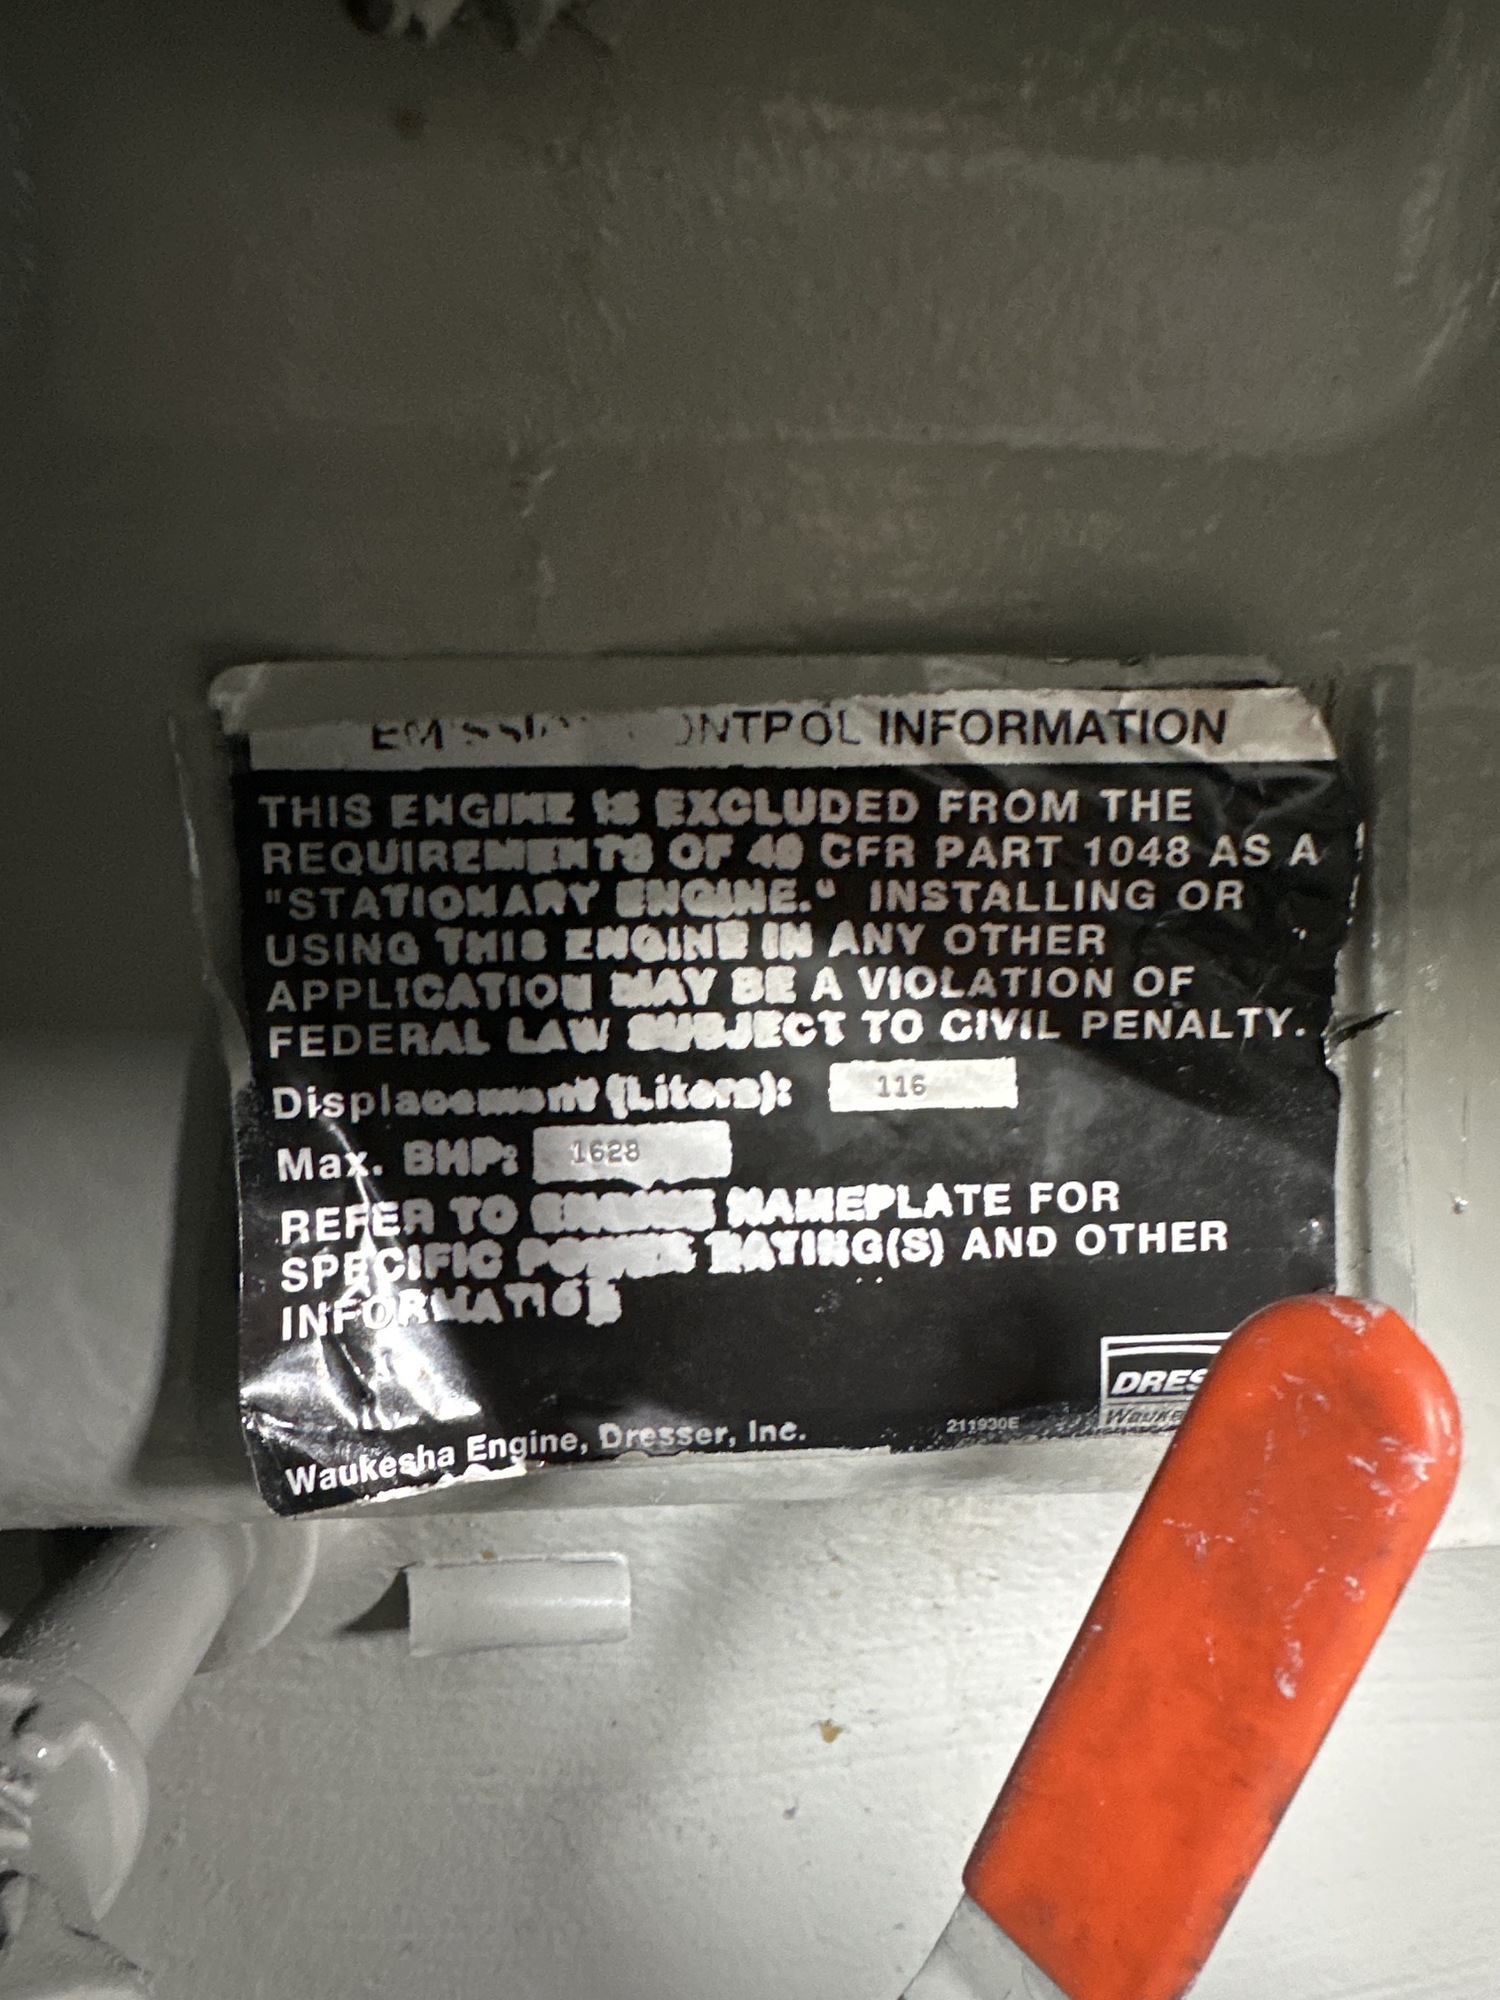 CONTROL INFORMATION
THIS ENGINE IS EXCLUDED FROM THE
REQUIREMENTS OF 40 CFR PART 1048 AS A
"STATIONARY ENGINE." INSTALLING OR
USING THIS ENGINE IN ANY OTHER
APPLICATION MAY BE A VIOLATION OF
FEDERAL LAW SUBJECT TO CIVIL PENALTY.
Displacement (Liters): 116
Max. BHP: 1628
REFER TO ENGINE NAMEPLATE FOR
SPECIFIC POWER RATING(S) AND OTHER
INFORMATION
DRES
Waukesha Engine, Dresser, Inc. 211930E